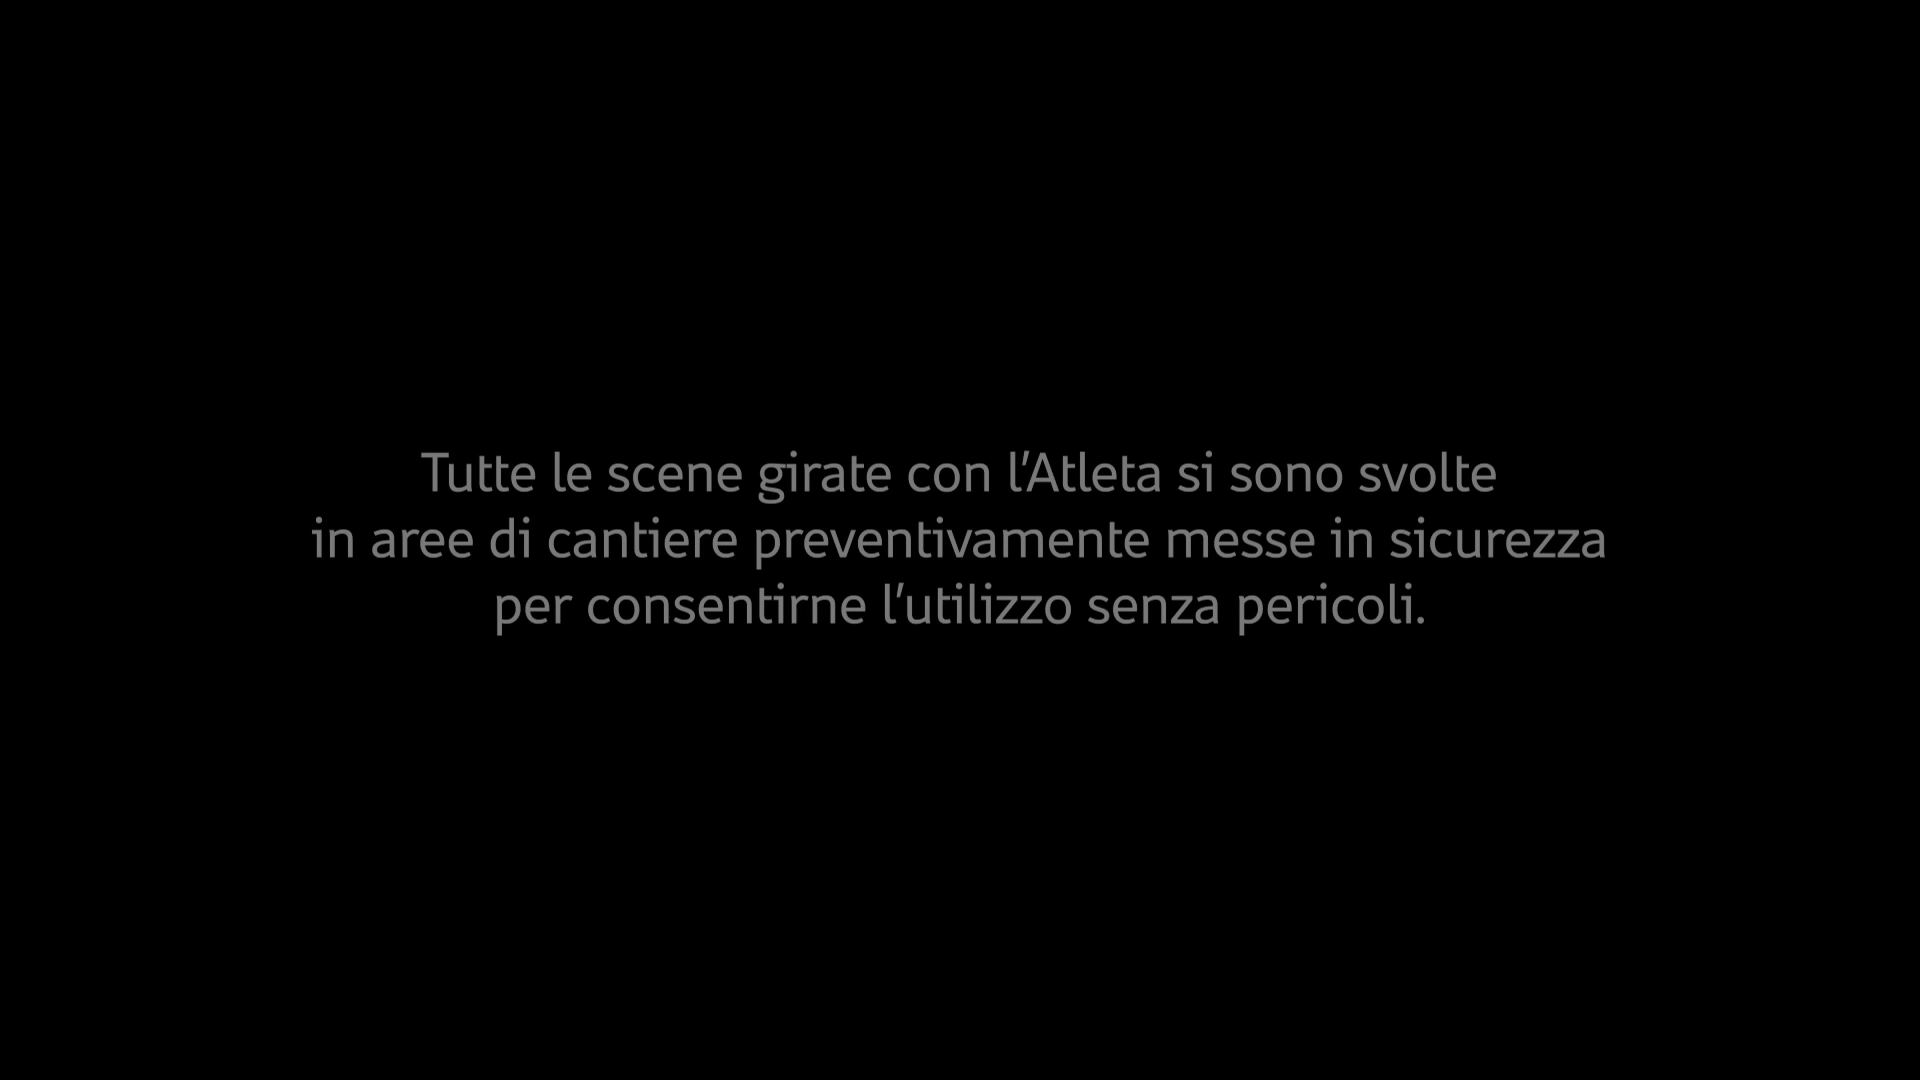 Tutte le scene girate con l'Atleta si sono svolte
in aree di cantiere preventivamente messe in sicurezza
per consentirne l'utilizzo senza pericoli.